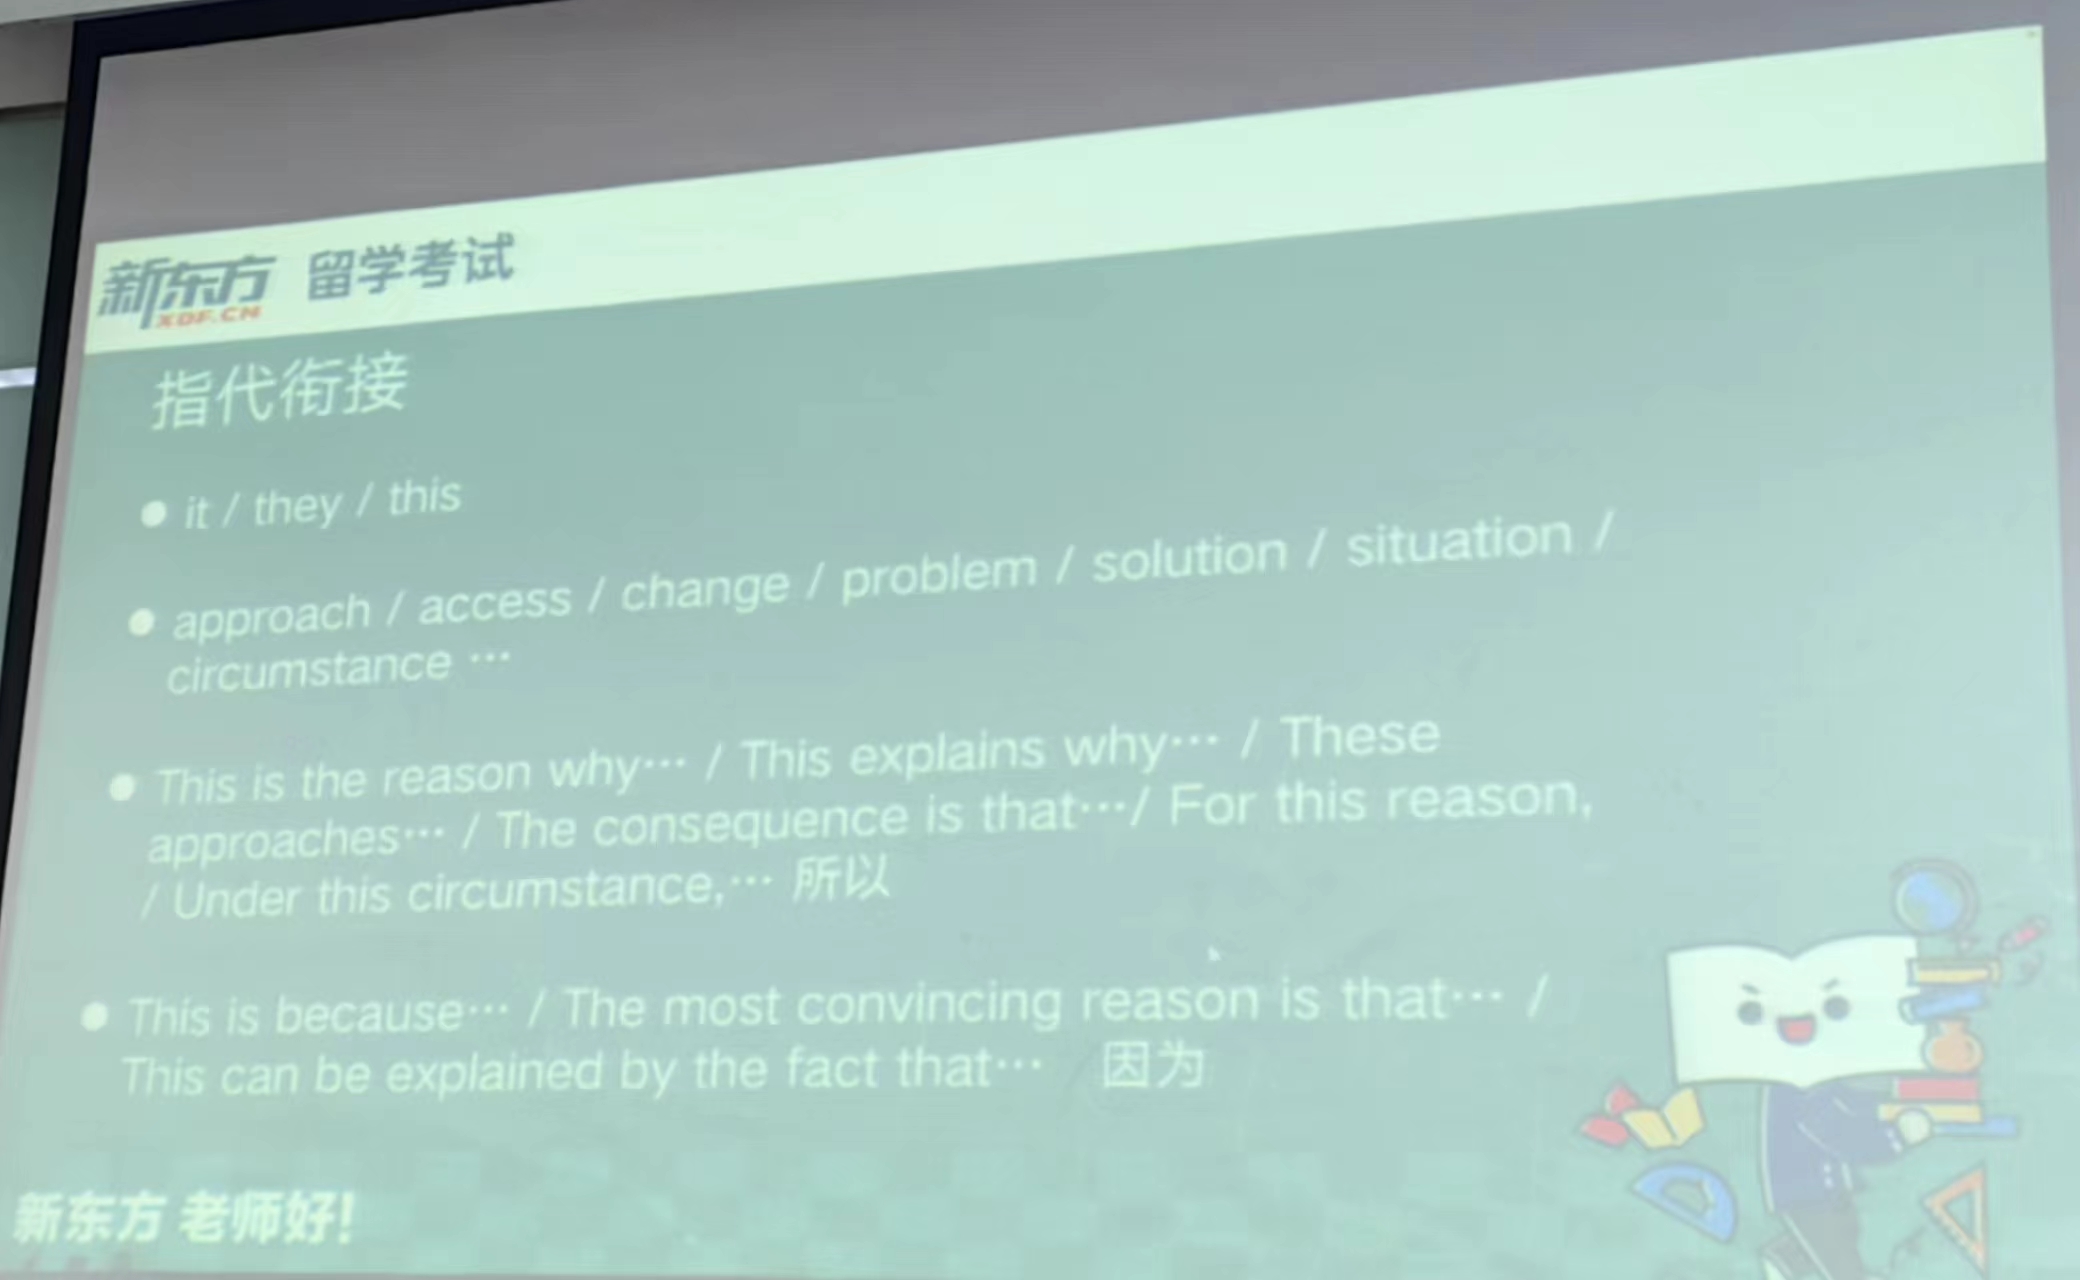 新东方 留学考试
XDF.CN
指代衔接
● it / they / this
● approach / access / change / problem / solution / situation /
circumstance ···
● This is the reason why··· / This explains why··· / These
approaches··· / The consequence is that···/ For this reason,
/ Under this circumstance,··· 所以
● This is because··· / The most convincing reason is that··· /
This can be explained by the fact that··· 因为
新东方 老师好!